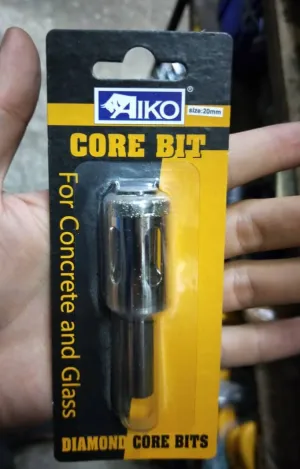 AIKO
®
size:20mm
CORE BIT
For Concrete and Glass
DIAMOND CORE BITS